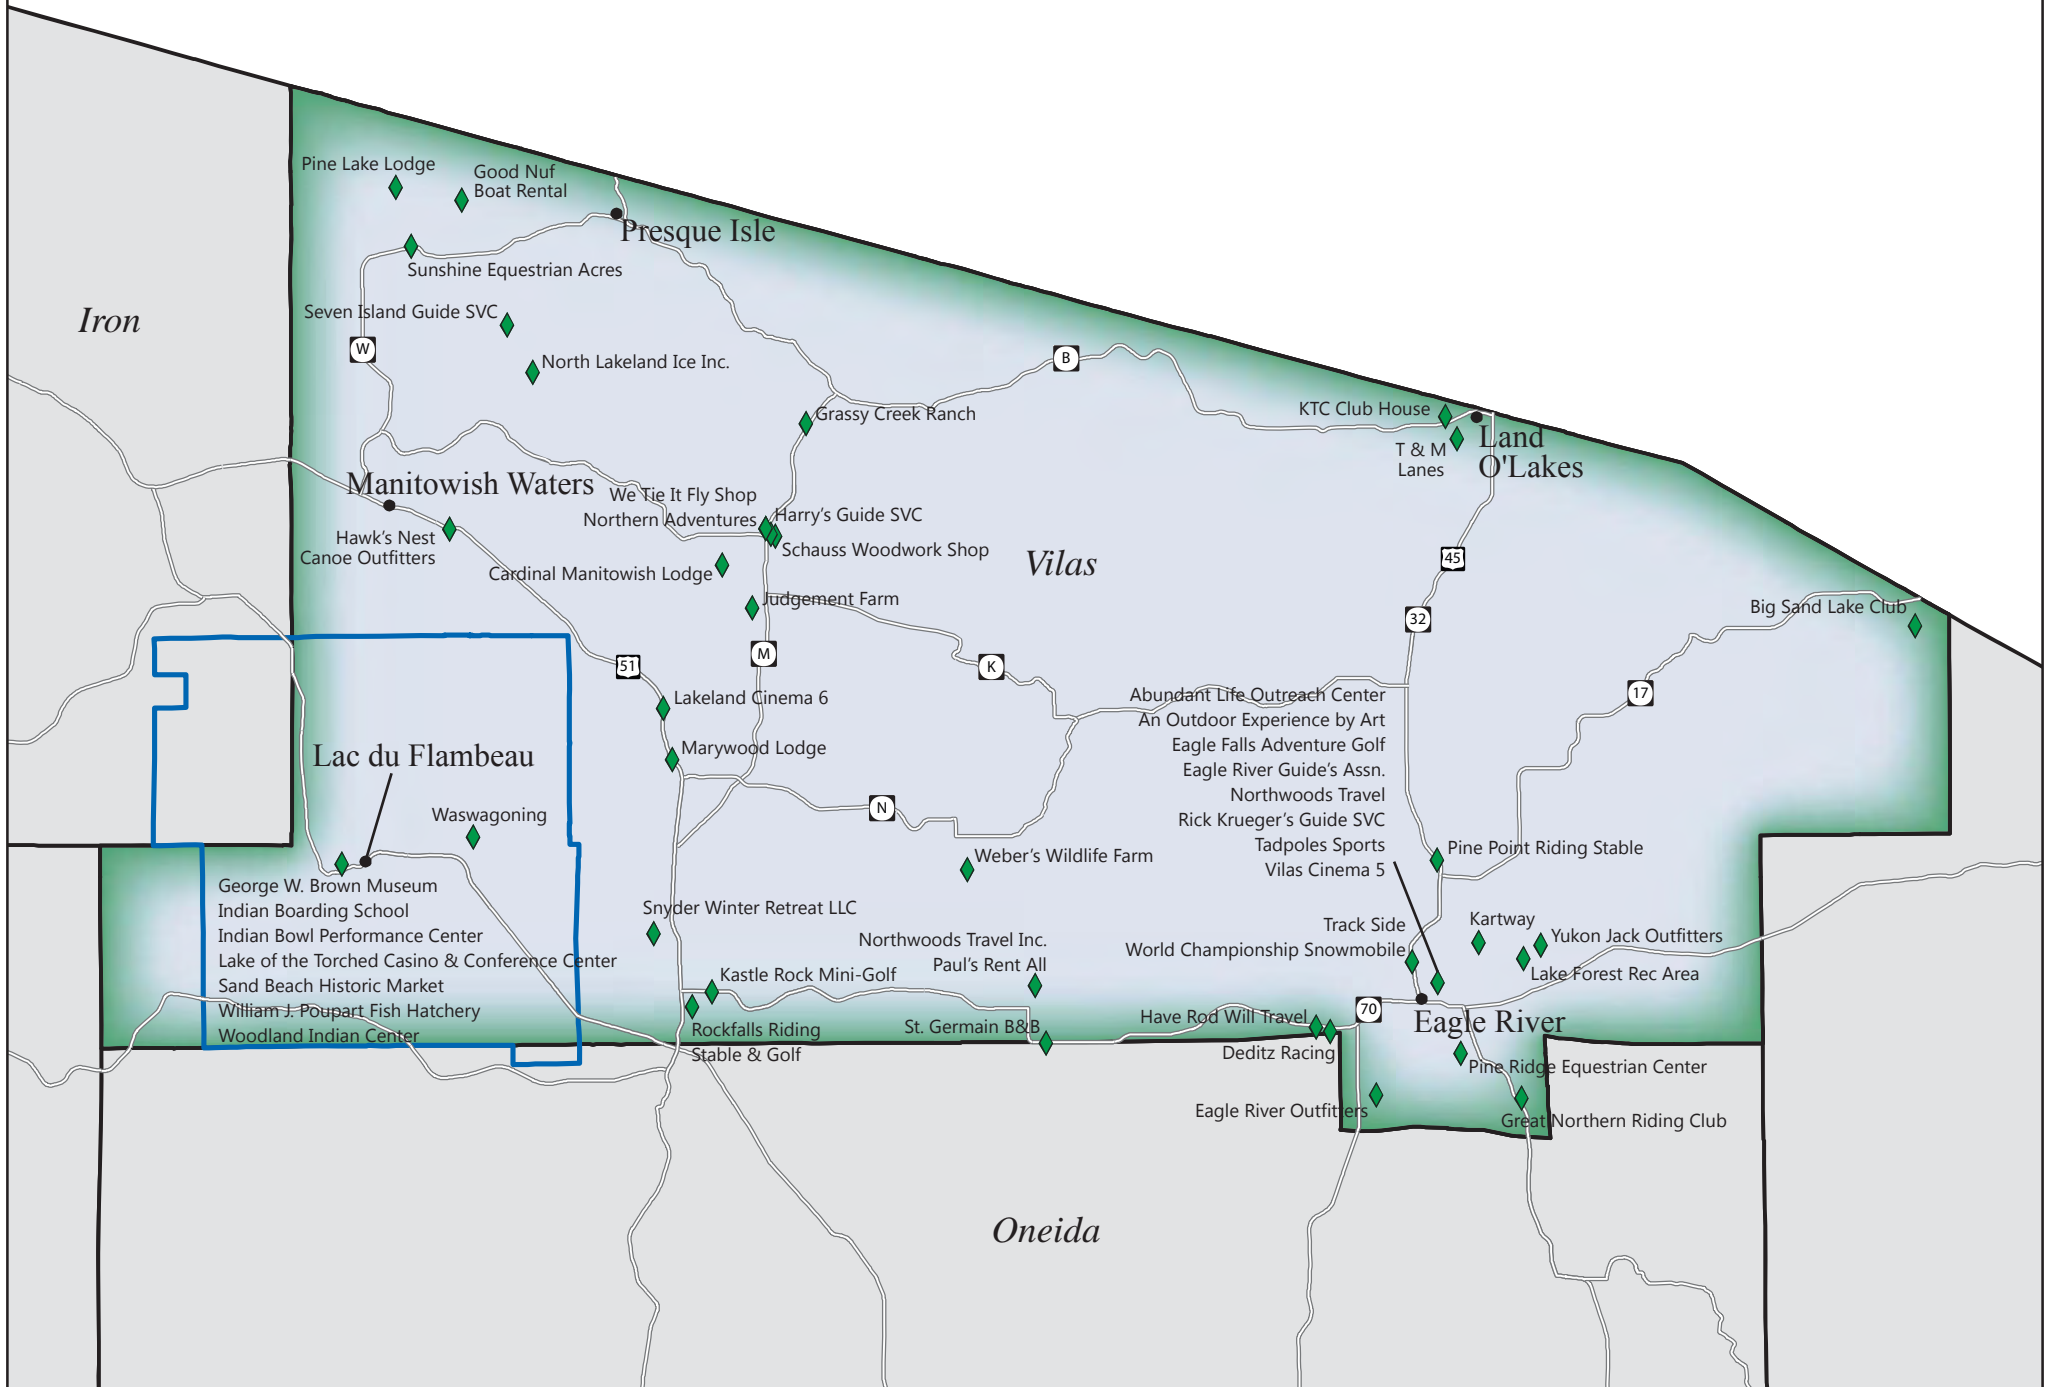 Pine Lake Lodge
Good Nuf
Boat Rental
Presque Isle
Sunshine Equestrian Acres
Iron
Seven Island Guide SVC
W
North Lakeland Ice Inc.
B
Grassy Creek Ranch
KTC Club House
Land
O'Lakes
T & M
Lanes
Manitowish Waters
We Tie It Fly Shop
Northern Adventures
Harry's Guide SVC
Schauss Woodwork Shop
Hawk's Nest
Canoe Outfitters
Cardinal Manitowish Lodge
Vilas
45
Judgement Farm
32
Big Sand Lake Club
51
M
K
17
Lakeland Cinema 6
Marywood Lodge
Abundant Life Outreach Center
An Outdoor Experience by Art
Eagle Falls Adventure Golf
Eagle River Guide's Assn.
Northwoods Travel
Rick Krueger's Guide SVC
Tadpoles Sports
Vilas Cinema 5
Lac du Flambeau
Waswagoning
N
Weber's Wildlife Farm
Pine Point Riding Stable
George W. Brown Museum
Indian Boarding School
Indian Bowl Performance Center
Lake of the Torched Casino & Conference Center
Sand Beach Historic Market
William J. Poupart Fish Hatchery
Woodland Indian Center
Snyder Winter Retreat LLC
Northwoods Travel Inc.
Paul's Rent All
Track Side
World Championship Snowmobile
Kartway
Yukon Jack Outfitters
Lake Forest Rec Area
Kastle Rock Mini-Golf
Rockfalls Riding
Stable & Golf
St. Germain B&B
Have Rod Will Travel
Deditz Racing
70
Eagle River
Pine Ridge Equestrian Center
Eagle River Outfitters
Great Northern Riding Club
Oneida